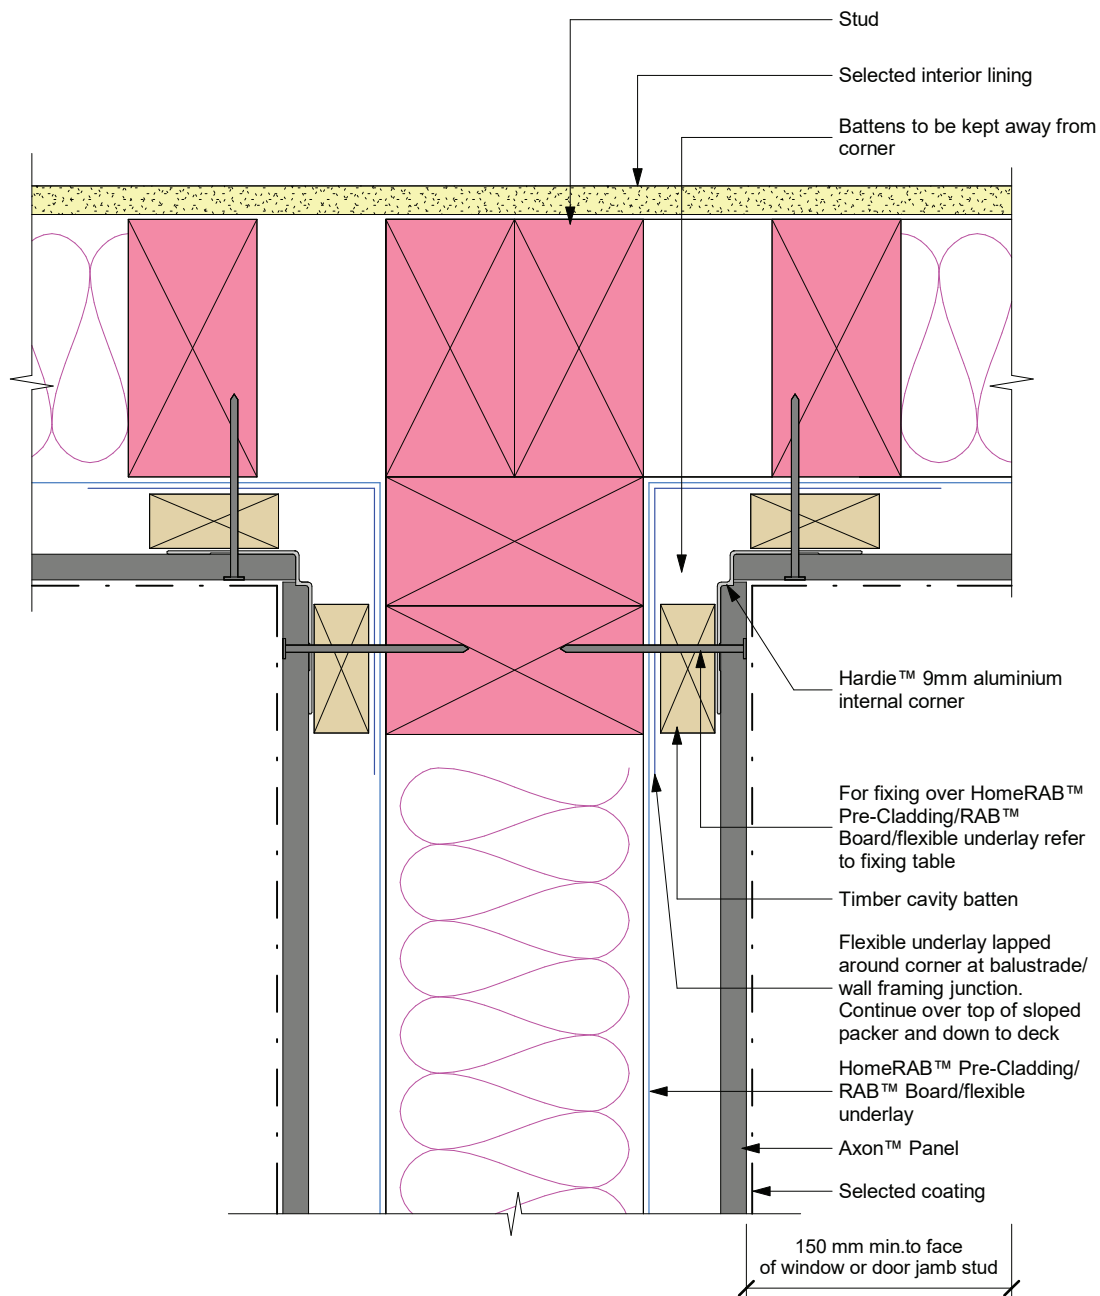 Stud
Selected interior lining
Battens to be kept away from
corner
Hardie™ 9mm aluminium
internal corner
For fixing over HomeRAB™
Pre-Cladding/RAB™
Board/flexible underlay refer
to fixing table
Timber cavity batten
Flexible underlay lapped
around corner at balustrade/
wall framing junction.
Continue over top of sloped
packer and down to deck
HomeRAB™ Pre-Cladding/
RAB™ Board/flexible
underlay
Axon™ Panel
Selected coating
150 mm min.to face
of window or door jamb stud